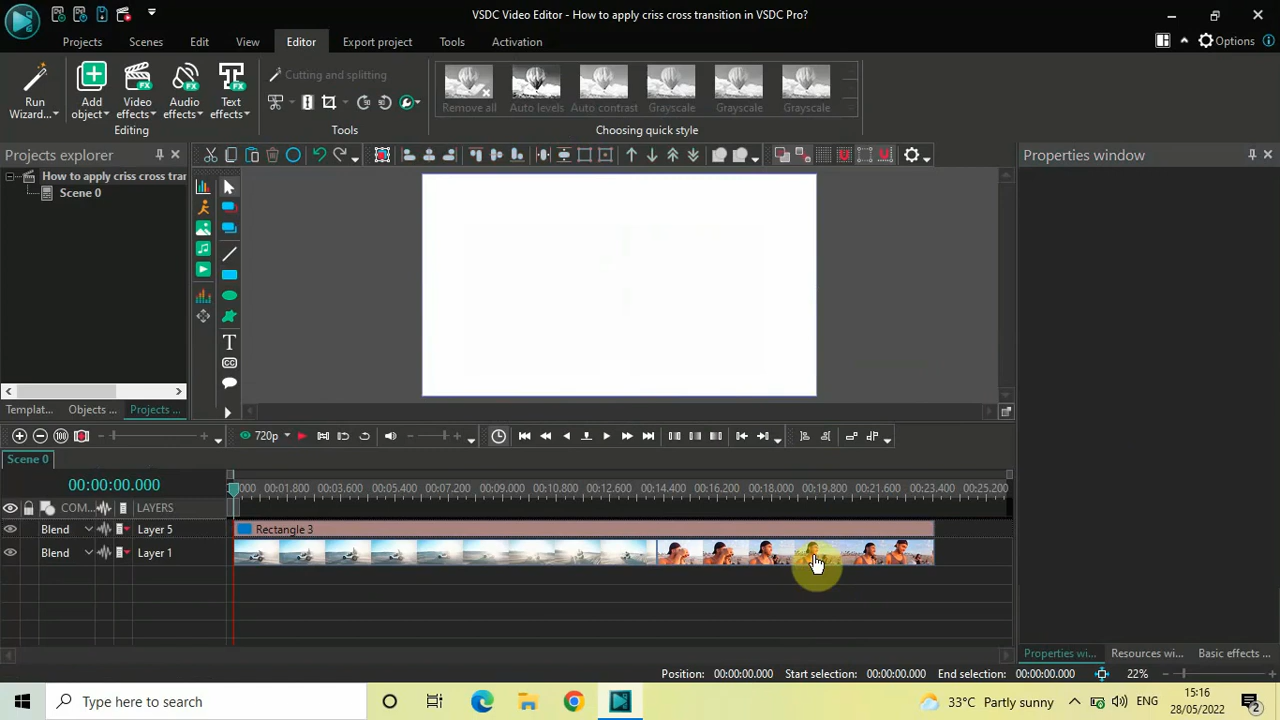 VSDC Video Editor - How to apply criss cross transition in VSDC Pro?
Projects Scenes Edit View Editor Export project Tools Activation
Options
Run Wizard...
Add object
Video effects
Audio effects
Text effects
Editing
Cutting and splitting
Tools
Remove all Auto levels Auto contrast Grayscale Grayscale Grayscale
Choosing quick style
Projects explorer
How to apply criss cross tran
Scene 0
Properties window
T
CC
Templat... Objects ... Projects ...
720p
Scene 0
00:00:00.000
000 00:01.800 00:03.600 00:05.400 00:07.200 00:09.000 00:10.800 00:12.600 00:14.400 00:16.200 00:18.000 00:19.800 00:21.600 00:23.400 00:25.200
COM... LAYERS
Blend Layer 5
Rectangle 3
Blend Layer 1
Properties wi... Resources wi... Basic effects ...
Position: 00:00:00.000 Start selection: 00:00:00.000 End selection: 00:00:00.000 22%
Type here to search
33°C Partly sunny
ENG
15:16
28/05/2022
2